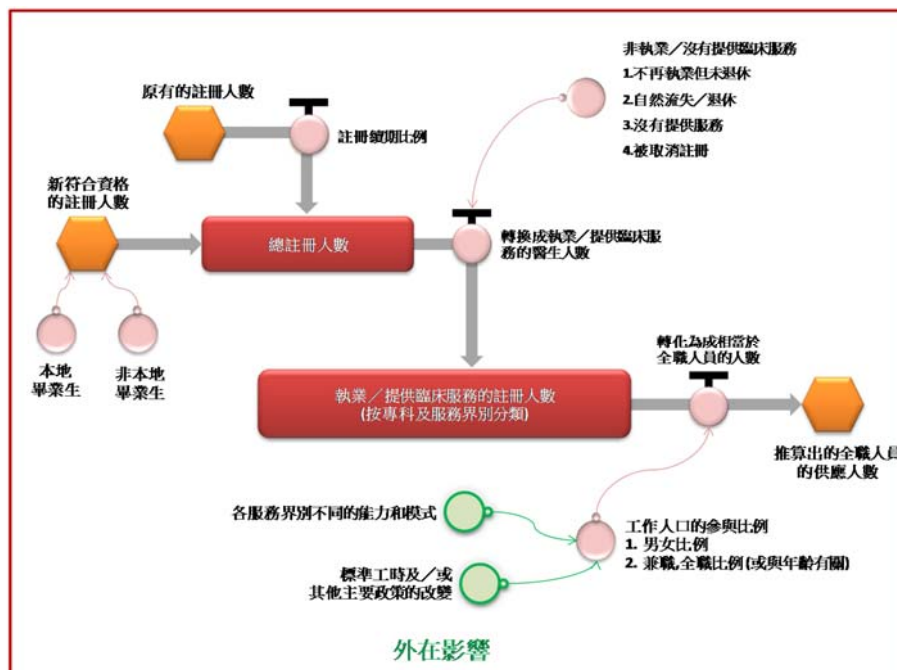 非執業／沒有提供臨床服務
1.不再執業但未退休
2.自然流失／退休
3.沒有提供服務
4.被取消註冊
原有的註冊人數
註冊續期比例
新符合資格
的註冊人數
總註冊人數
轉換成執業／提供臨床服
務的醫生人數
本地
畢業生
非本地
畢業生
轉化為成相當於
全職人員的人數
執業／提供臨床服務的註冊人數
(按專科及服務界別分類)
推算出的全職人員
的供應人數
各服務界別不同的能力和模式
工作人口的參與比例
1. 男女比例
2. 兼職,全職比例(或與年齡有關)
標準工時及／或
其他主要政策的改變
外在影響